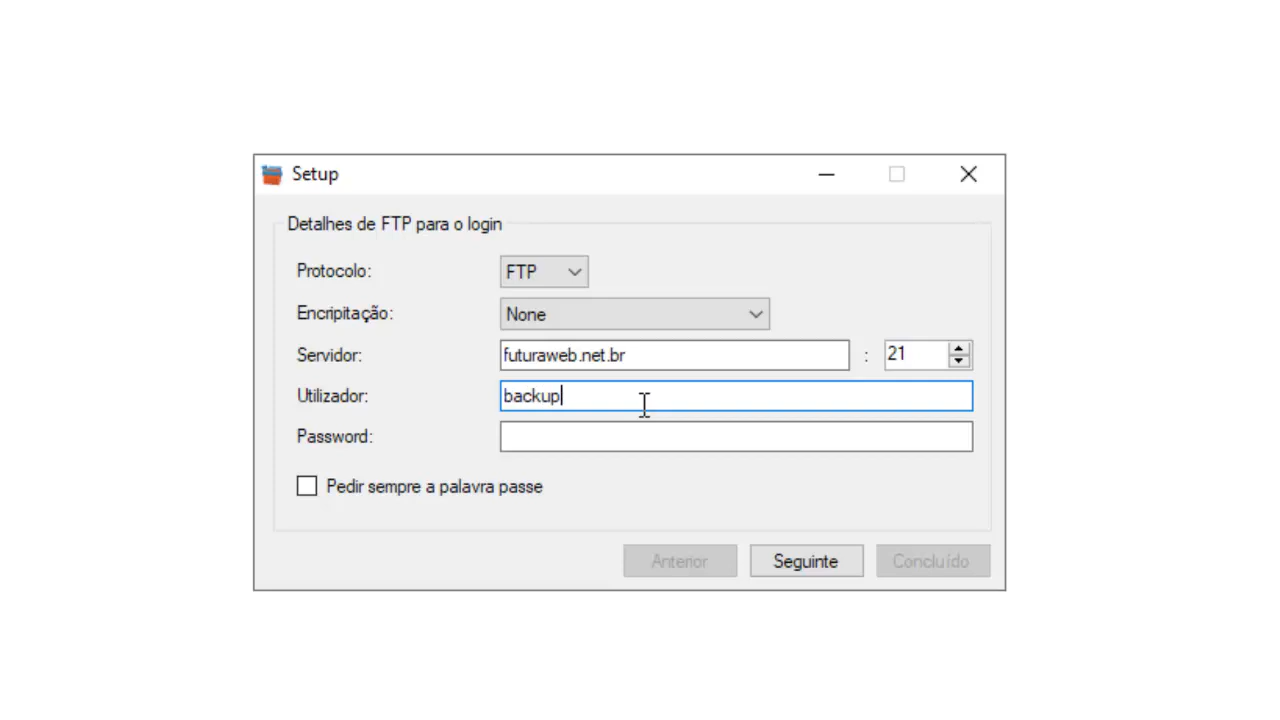 Setup
Detalhes de FTP para o login
Protocolo: FTP
Encripitação: None
Servidor: futuraweb.net.br : 21
Utilizador: backup
Password:
Pedir sempre a palavra passe
Anterior Seguinte Concluído